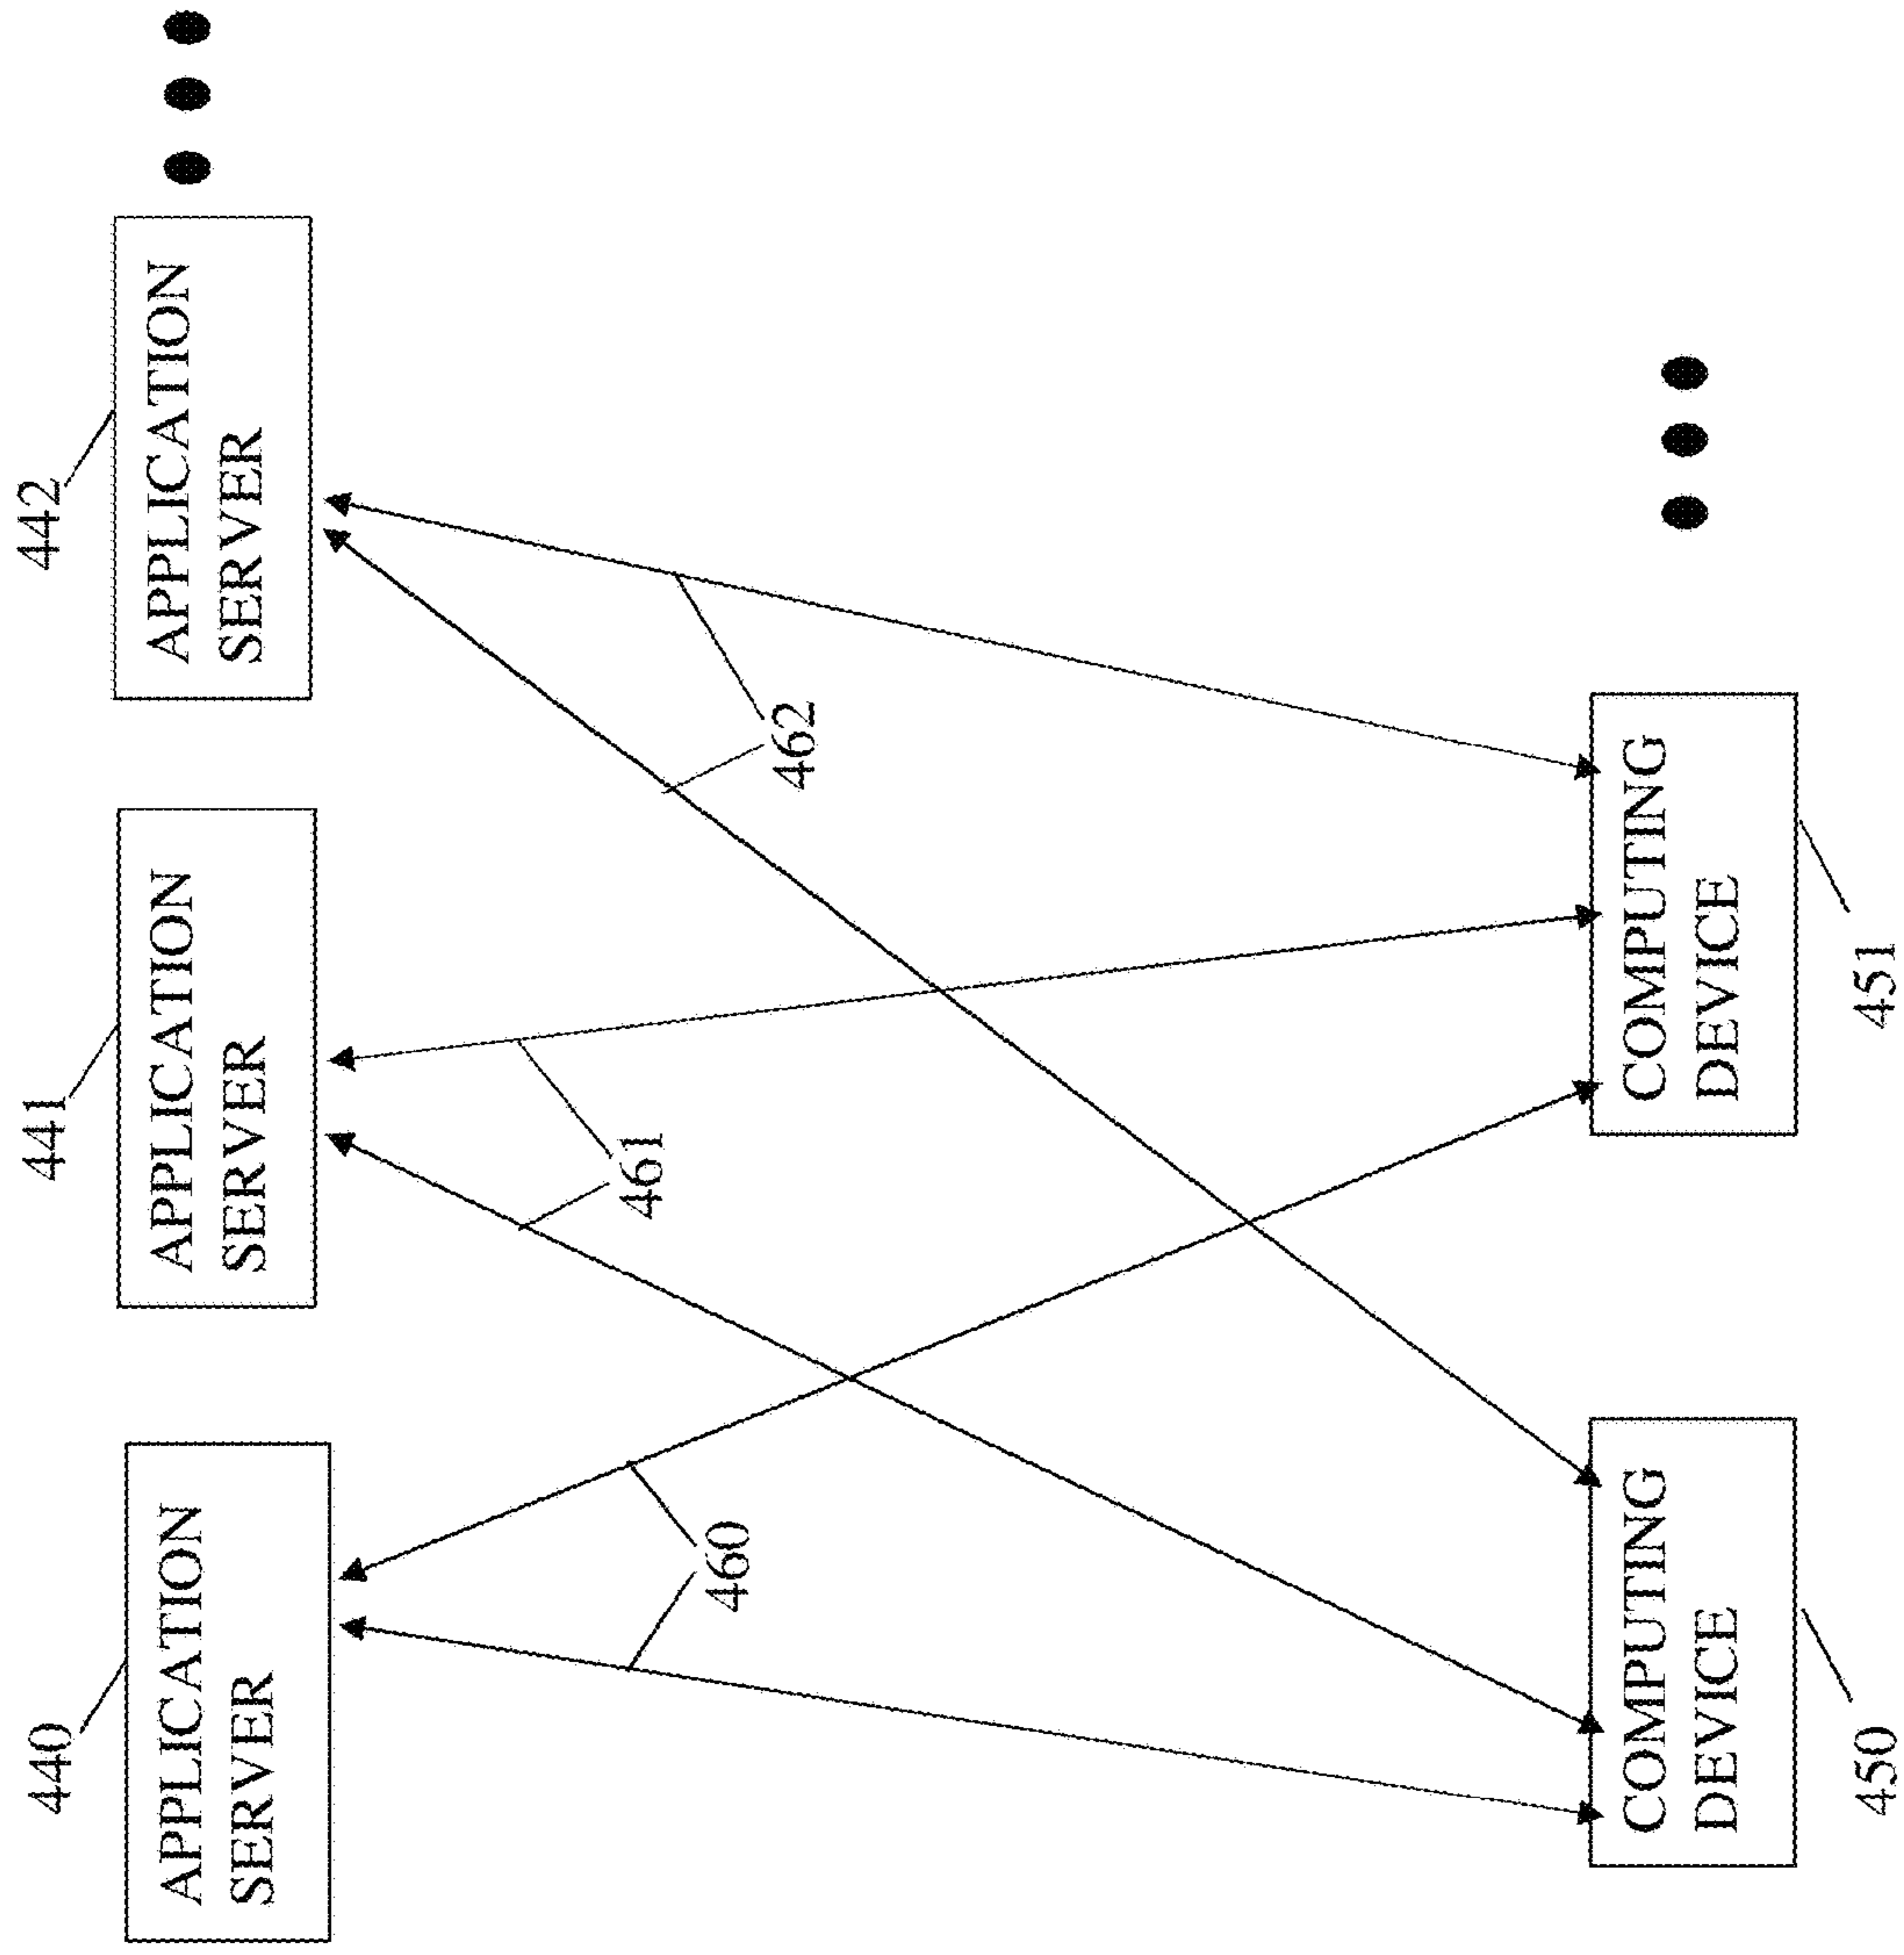 440
441
442
APPLICATION
SERVER
APPLICATION
SERVER
APPLICATION
SERVER
460
461
462
COMPUTING
DEVICE
COMPUTING
DEVICE
450
451